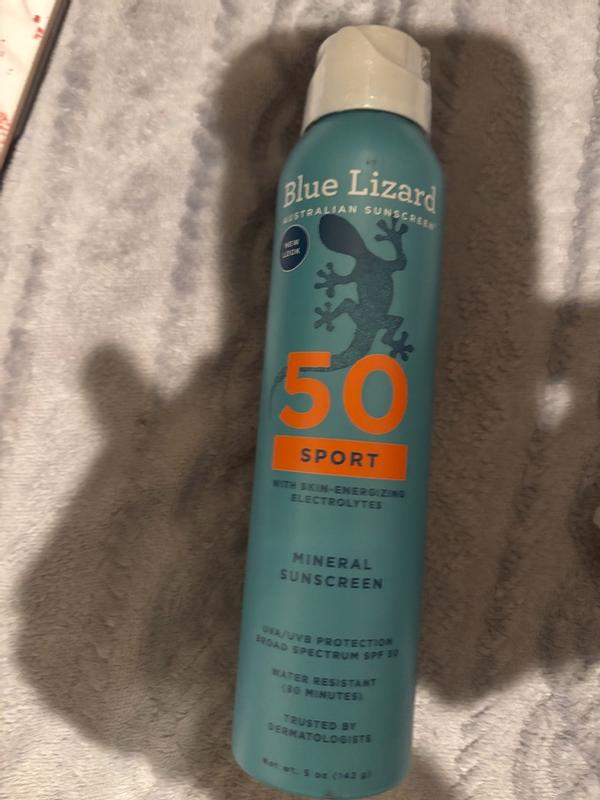 Blue Lizard
AUSTRALIAN SUNSCREEN
NEW
LOOK
50
SPORT
WITH SKIN-ENERGIZING
ELECTROLYTES
MINERAL
SUNSCREEN
UVA/UVB PROTECTION
BROAD SPECTRUM SPF 50
WATER RESISTANT
(80 MINUTES)
TRUSTED BY
DERMATOLOGISTS
Net wt. 5 oz (142 g)